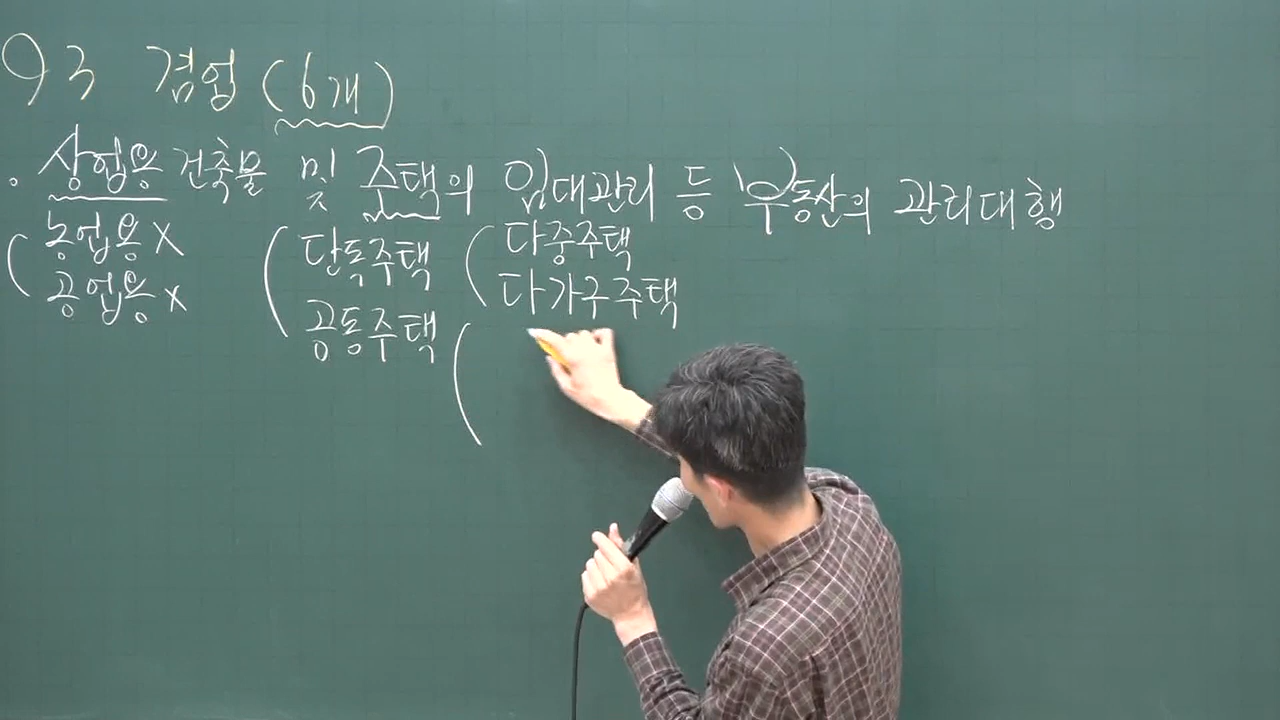 93 겸업 (6개)
• 상업용 건축물 및 주택의 임대관리 등 부동산의 관리대행
농업용 X
공업용 X
단독주택
공동주택
다중주택
다가구주택